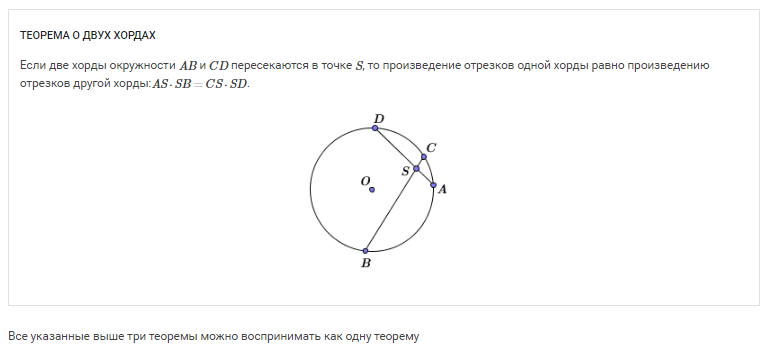 ТЕОРЕМА О ДВУХ ХОРДАХ
Если две хорды окружности AB и CD пересекаются в точке S, то произведение отрезков одной хорды равно произведению
отрезков другой хорды: AS · SB = CS · SD.
D
C
S
O
A
B
Все указанные выше три теоремы можно воспринимать как одну теорему